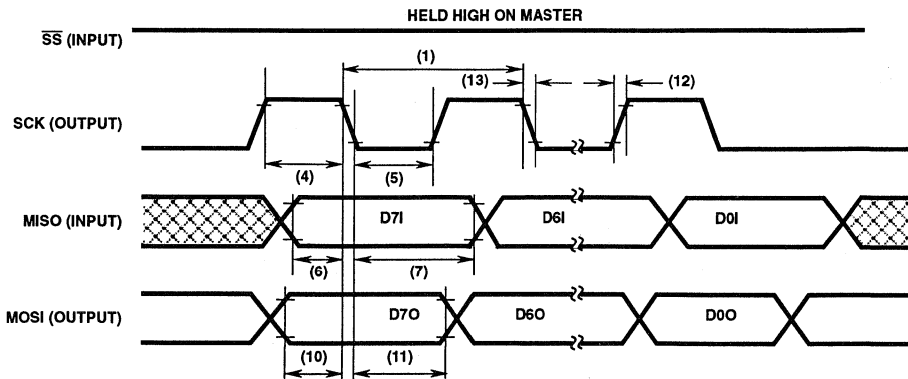 HELD HIGH ON MASTER
SS (INPUT)
(1)
(13)
(12)
SCK (OUTPUT)
(4)
(5)
MISO (INPUT)
D7I
D6I
D0I
(6)
(7)
MOSI (OUTPUT)
D7O
D6O
D0O
(10)
(11)